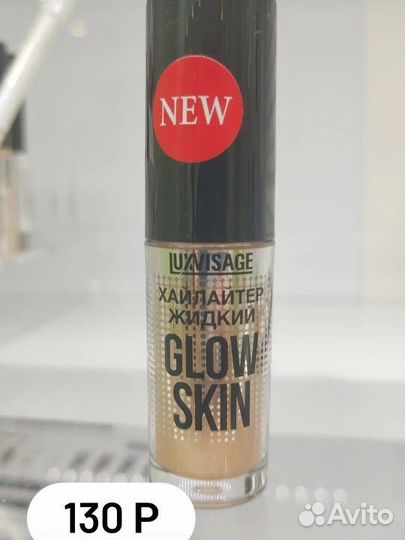 NEW
LUXVISAGE
ХАЙЛАЙТЕР
ЖИДКИЙ
GLOW
SKIN
130 Р
Avito